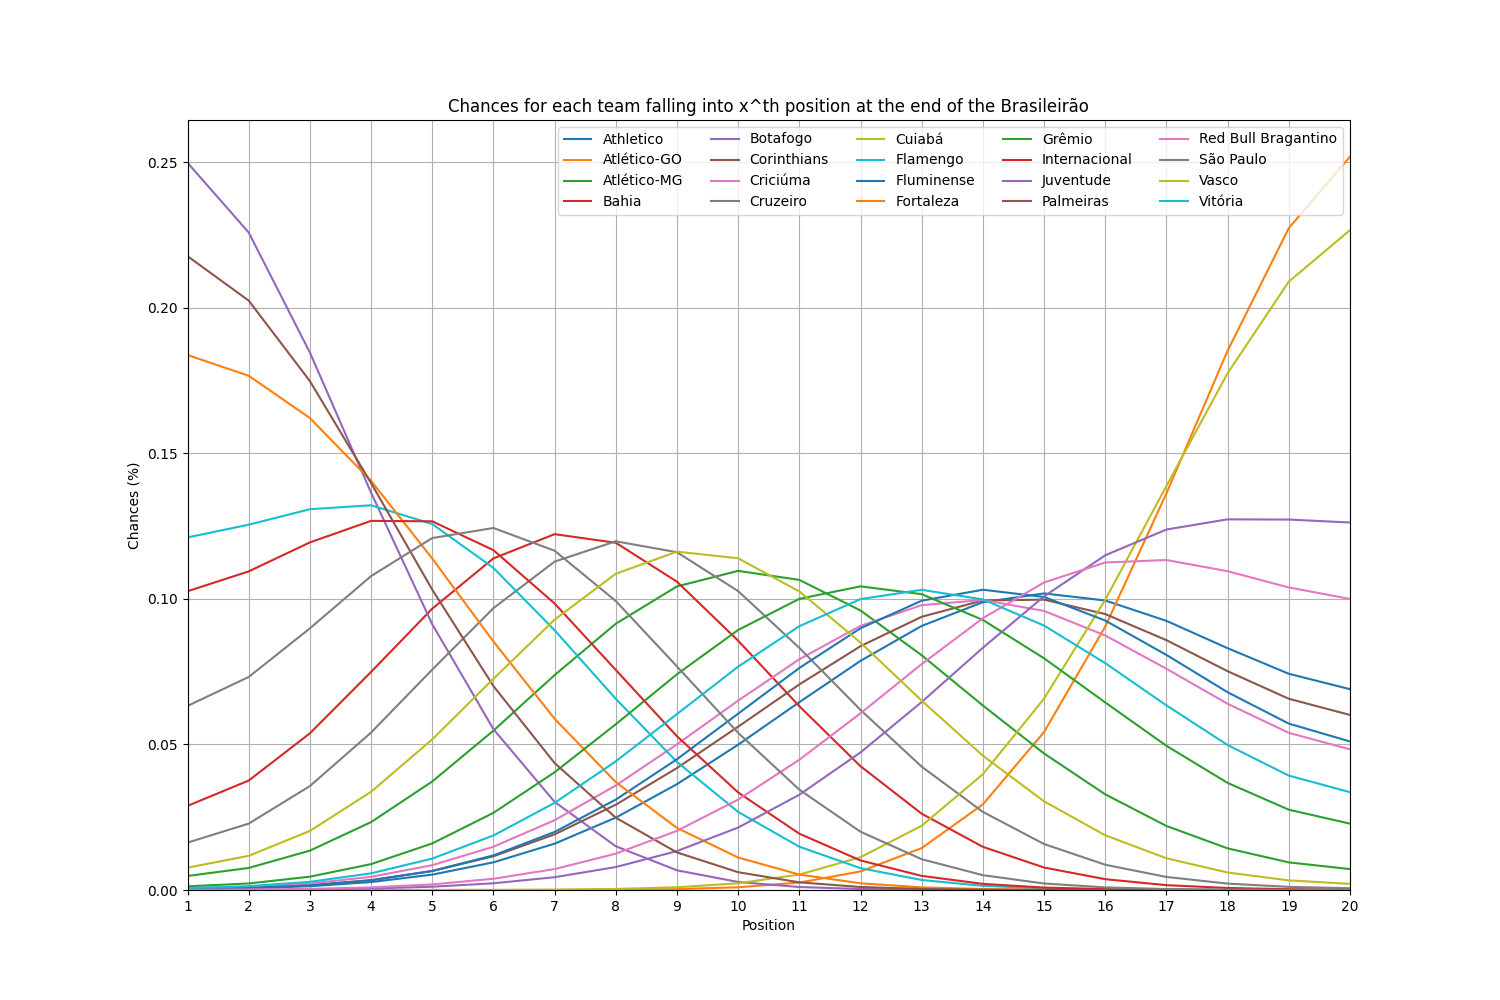 Chances for each team falling into x^th position at the end of the Brasileirão
Athletico Botafogo Cuiabá Grêmio Red Bull Bragantino
Atlético-GO Corinthians Flamengo Internacional São Paulo
Atlético-MG Criciúma Fluminense Juventude Vasco
Bahia Cruzeiro Fortaleza Palmeiras Vitória
0.25
0.20
0.15
0.10
0.05
0.00
Chances (%)
1 2 3 4 5 6 7 8 9 10 11 12 13 14 15 16 17 18 19 20
Position